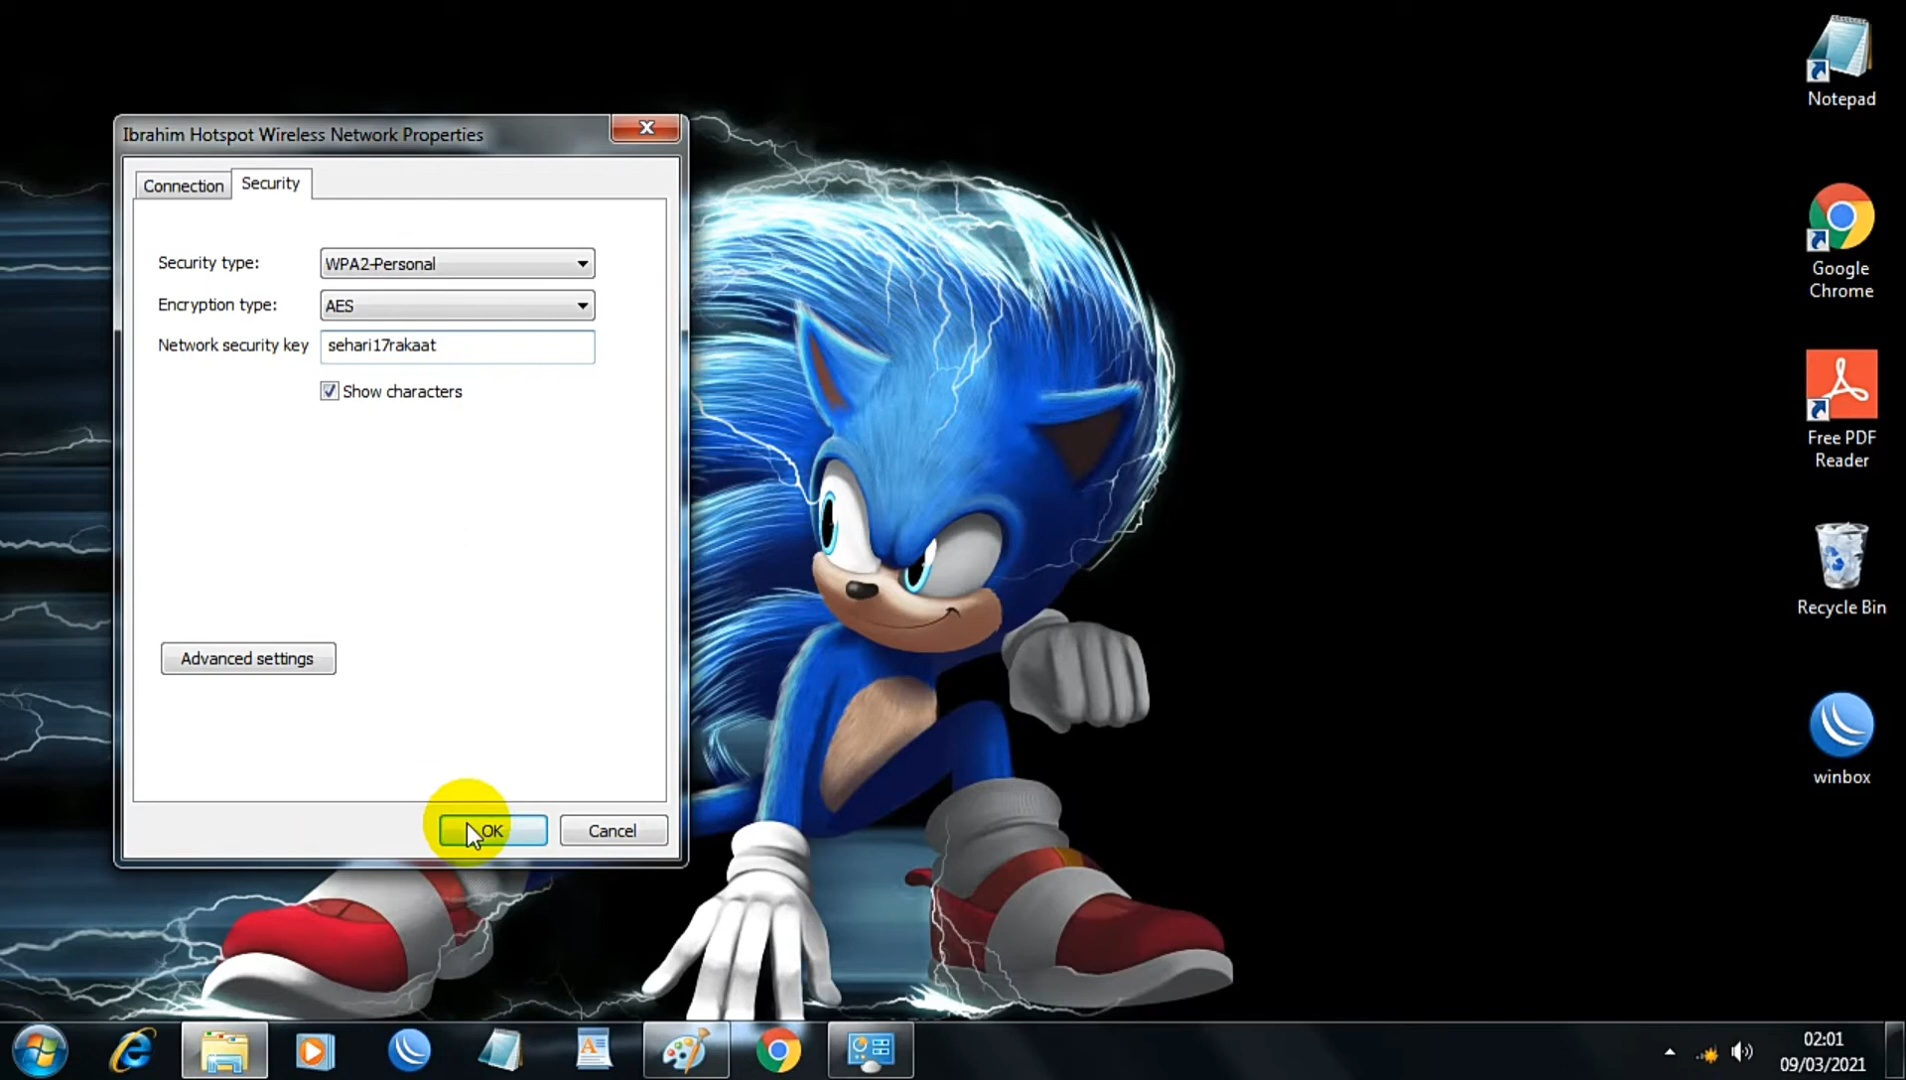 Ibrahim Hotspot Wireless Network Properties
Connection
Security
Security type:
WPA2-Personal
Encryption type:
AES
Network security key
sehari17rakaat
Show characters
Advanced settings
OK
Cancel
Notepad
Google
Chrome
Free PDF
Reader
Recycle Bin
winbox
02:01
09/03/2021